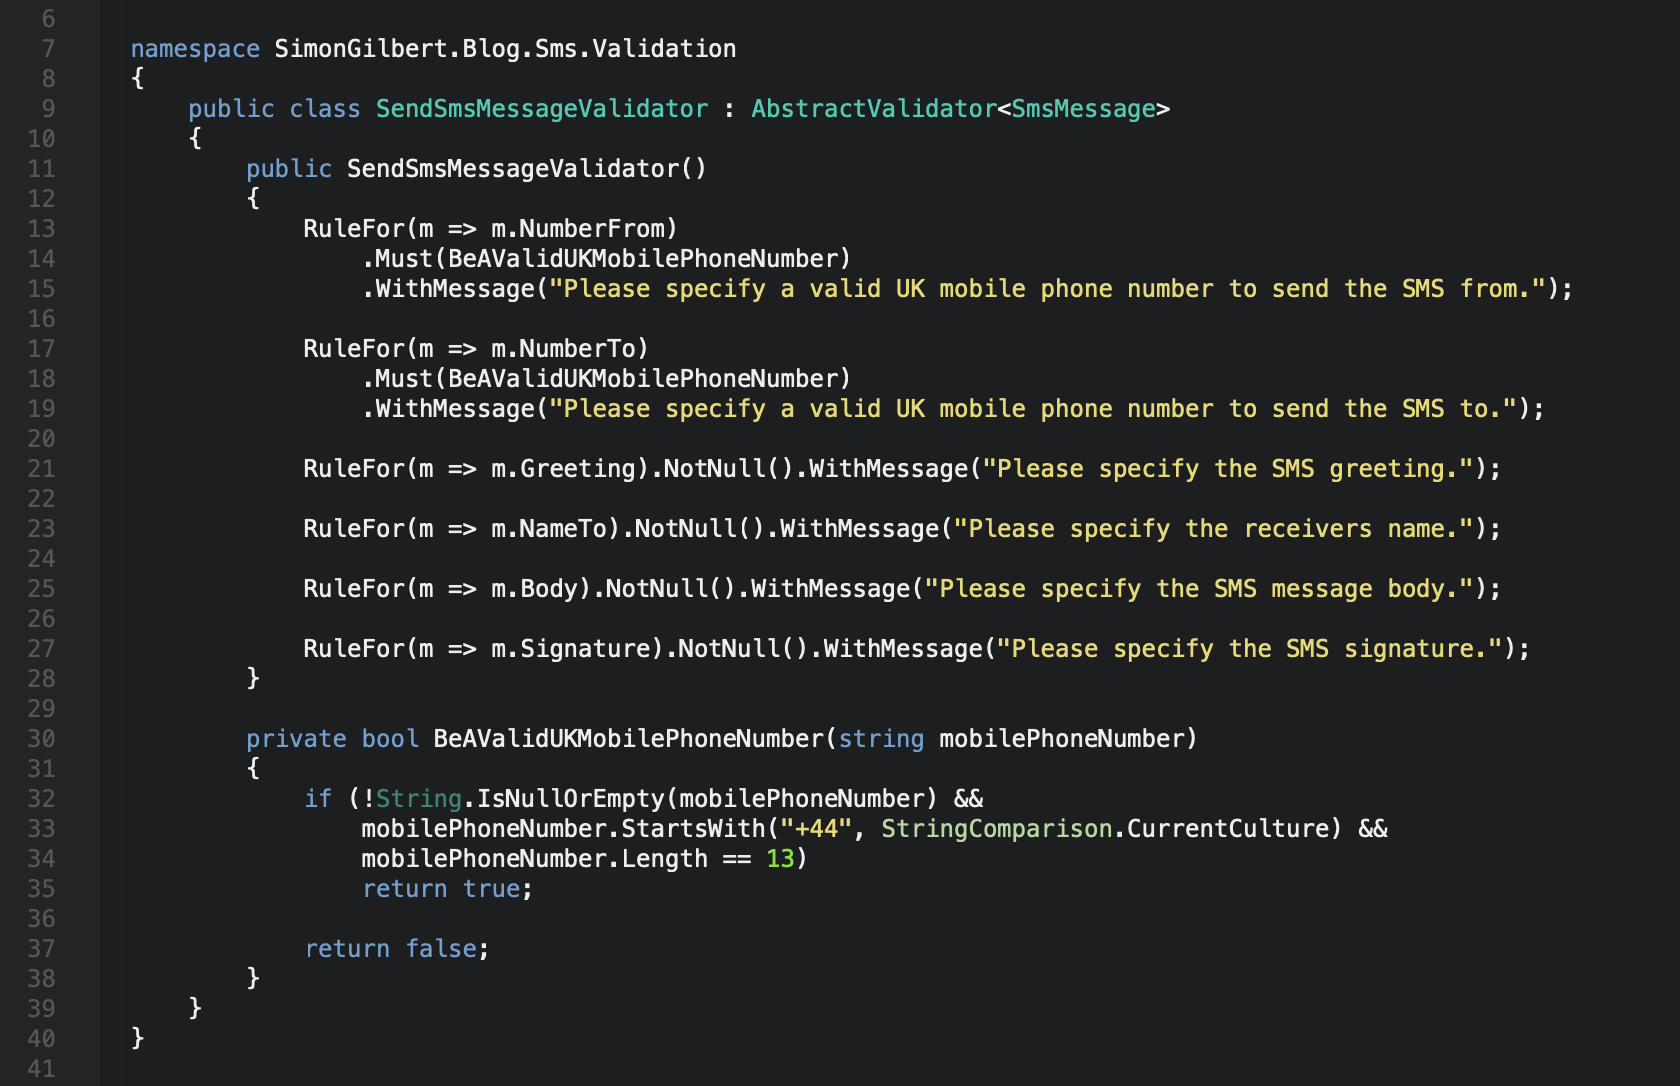 6
7 namespace SimonGilbert.Blog.Sms.Validation
8 {
9     public class SendSmsMessageValidator : AbstractValidator<SmsMessage>
10     {
11         public SendSmsMessageValidator()
12         {
13             RuleFor(m => m.NumberFrom)
14                 .Must(BeAValidUKMobilePhoneNumber)
15                 .WithMessage("Please specify a valid UK mobile phone number to send the SMS from.");
16
17             RuleFor(m => m.NumberTo)
18                 .Must(BeAValidUKMobilePhoneNumber)
19                 .WithMessage("Please specify a valid UK mobile phone number to send the SMS to.");
20
21             RuleFor(m => m.Greeting).NotNull().WithMessage("Please specify the SMS greeting.");
22
23             RuleFor(m => m.NameTo).NotNull().WithMessage("Please specify the receivers name.");
24
25             RuleFor(m => m.Body).NotNull().WithMessage("Please specify the SMS message body.");
26
27             RuleFor(m => m.Signature).NotNull().WithMessage("Please specify the SMS signature.");
28         }
29
30         private bool BeAValidUKMobilePhoneNumber(string mobilePhoneNumber)
31         {
32             if (!String.IsNullOrEmpty(mobilePhoneNumber) &&
33                 mobilePhoneNumber.StartsWith("+44", StringComparison.CurrentCulture) &&
34                 mobilePhoneNumber.Length == 13)
35                 return true;
36
37             return false;
38         }
39     }
40 }
41